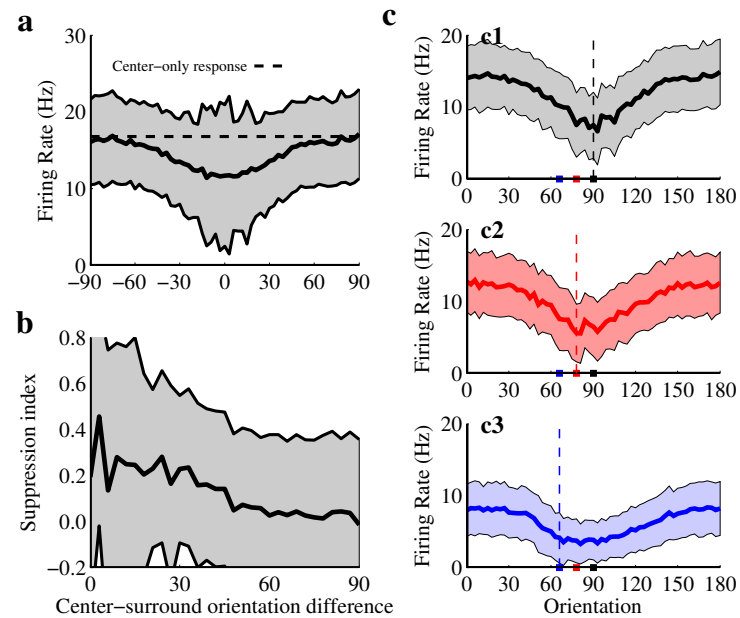 a
30
20
10
0
Firing Rate (Hz)
Center−only response
−90 −60 −30 0 30 60 90
b
0.8
0.6
0.4
0.2
0.0
−0.2
Suppression index
0 30 60 90
Center−surround orientation difference
c
c1
20
10
0
Firing Rate (Hz)
0 30 60 90 120 150 180
c2
20
10
0
Firing Rate (Hz)
0 30 60 90 120 150 180
c3
20
10
0
Firing Rate (Hz)
0 30 60 90 120 150 180
Orientation